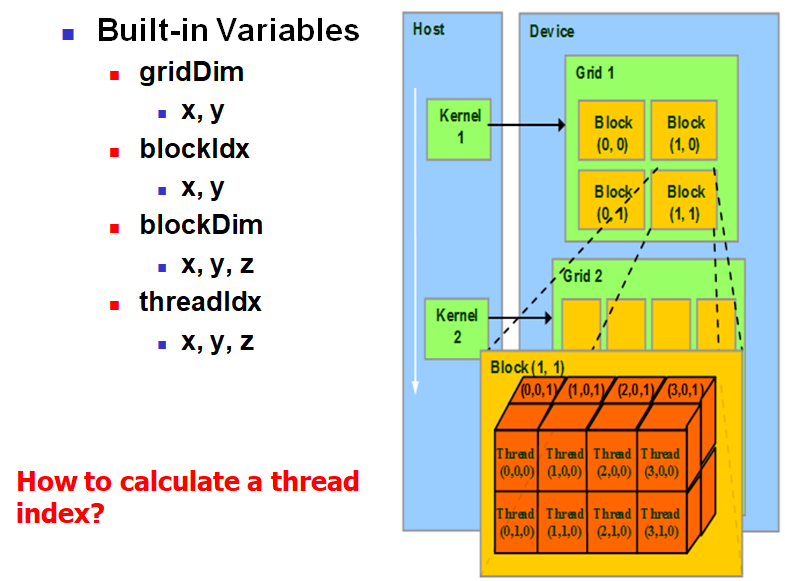 Built-in Variables
gridDim
x, y
blockIdx
x, y
blockDim
x, y, z
threadIdx
x, y, z
How to calculate a thread
index?
Host
Device
Grid 1
Kernel
1
Block
(0, 0)
Block
(1, 0)
Block
(0, 1)
Block
(1, 1)
Grid 2
Kernel
2
Block (1, 1)
(0,0,1)
(1,0,1)
(2,0,1)
(3,0,1)
Thread
(0,0,0)
Thread
(1,0,0)
Thread
(2,0,0)
Thread
(3,0,0)
Thread
(0,1,0)
Thread
(1,1,0)
Thread
(2,1,0)
Thread
(3,1,0)